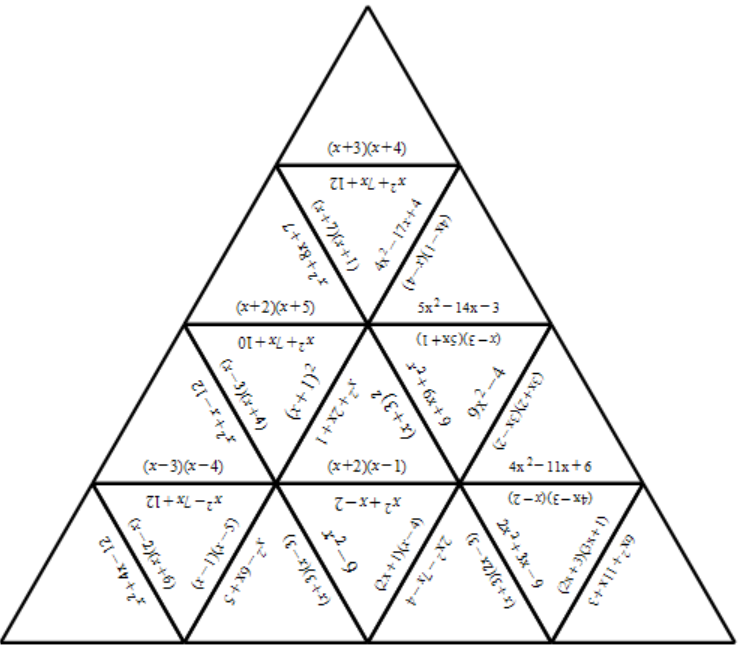 (x+3)(x+4)
x²+7x+12
x²+8x+7
(x+7)(x+1)
4x²−17x+4
(4x−1)(x−4)
(x+2)(x+5)
5x²−14x−3
x²+7x+10
(x−3)(5x+1)
x²+x−12
(x−3)(x+4)
(x+1)²
x²+2x+1
(x+3)²
x²+6x+9
9x²−4
(3x+2)(3x−2)
(x−3)(x−4)
(x+2)(x−1)
4x²−11x+6
x²−7x+12
x²+x−2
(4x−3)(x−2)
x²+4x−12
(x−2)(x+6)
(x−1)(x−5)
x²−6x+5
(x+3)(x−3)
x²−9
(2x+1)(x−4)
2x²−7x−4
(x+3)(2x−3)
2x²+3x−9
(2x+3)(3x+1)
6x²+11x+3